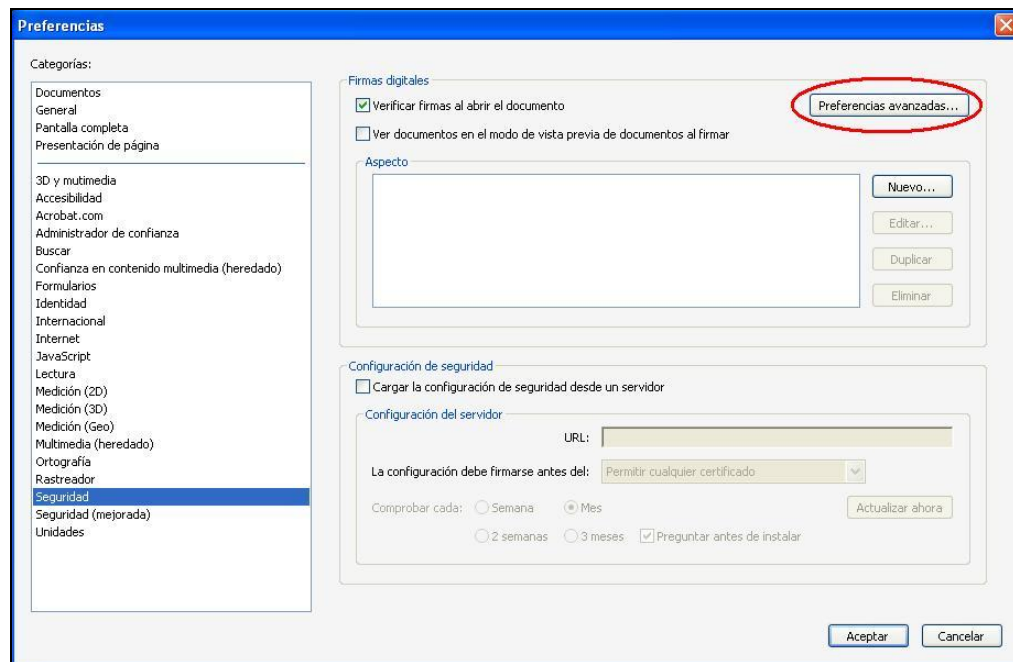 Preferencias
Categorías:
Documentos
General
Pantalla completa
Presentación de página
3D y mutimedia
Accesibilidad
Acrobat.com
Administrador de confianza
Buscar
Confianza en contenido multimedia (heredado)
Formularios
Identidad
Internacional
Internet
JavaScript
Lectura
Medición (2D)
Medición (3D)
Medición (Geo)
Multimedia (heredado)
Ortografía
Rastreador
Seguridad
Seguridad (mejorada)
Unidades
Firmas digitales
Verificar firmas al abrir el documento
Preferencias avanzadas...
Ver documentos en el modo de vista previa de documentos al firmar
Aspecto
Nuevo...
Editar...
Duplicar
Eliminar
Configuración de seguridad
Cargar la configuración de seguridad desde un servidor
Configuración del servidor
URL:
La configuración debe firmarse antes del: Permitir cualquier certificado
Comprobar cada: Semana Mes Actualizar ahora
2 semanas 3 meses Preguntar antes de instalar
Aceptar Cancelar